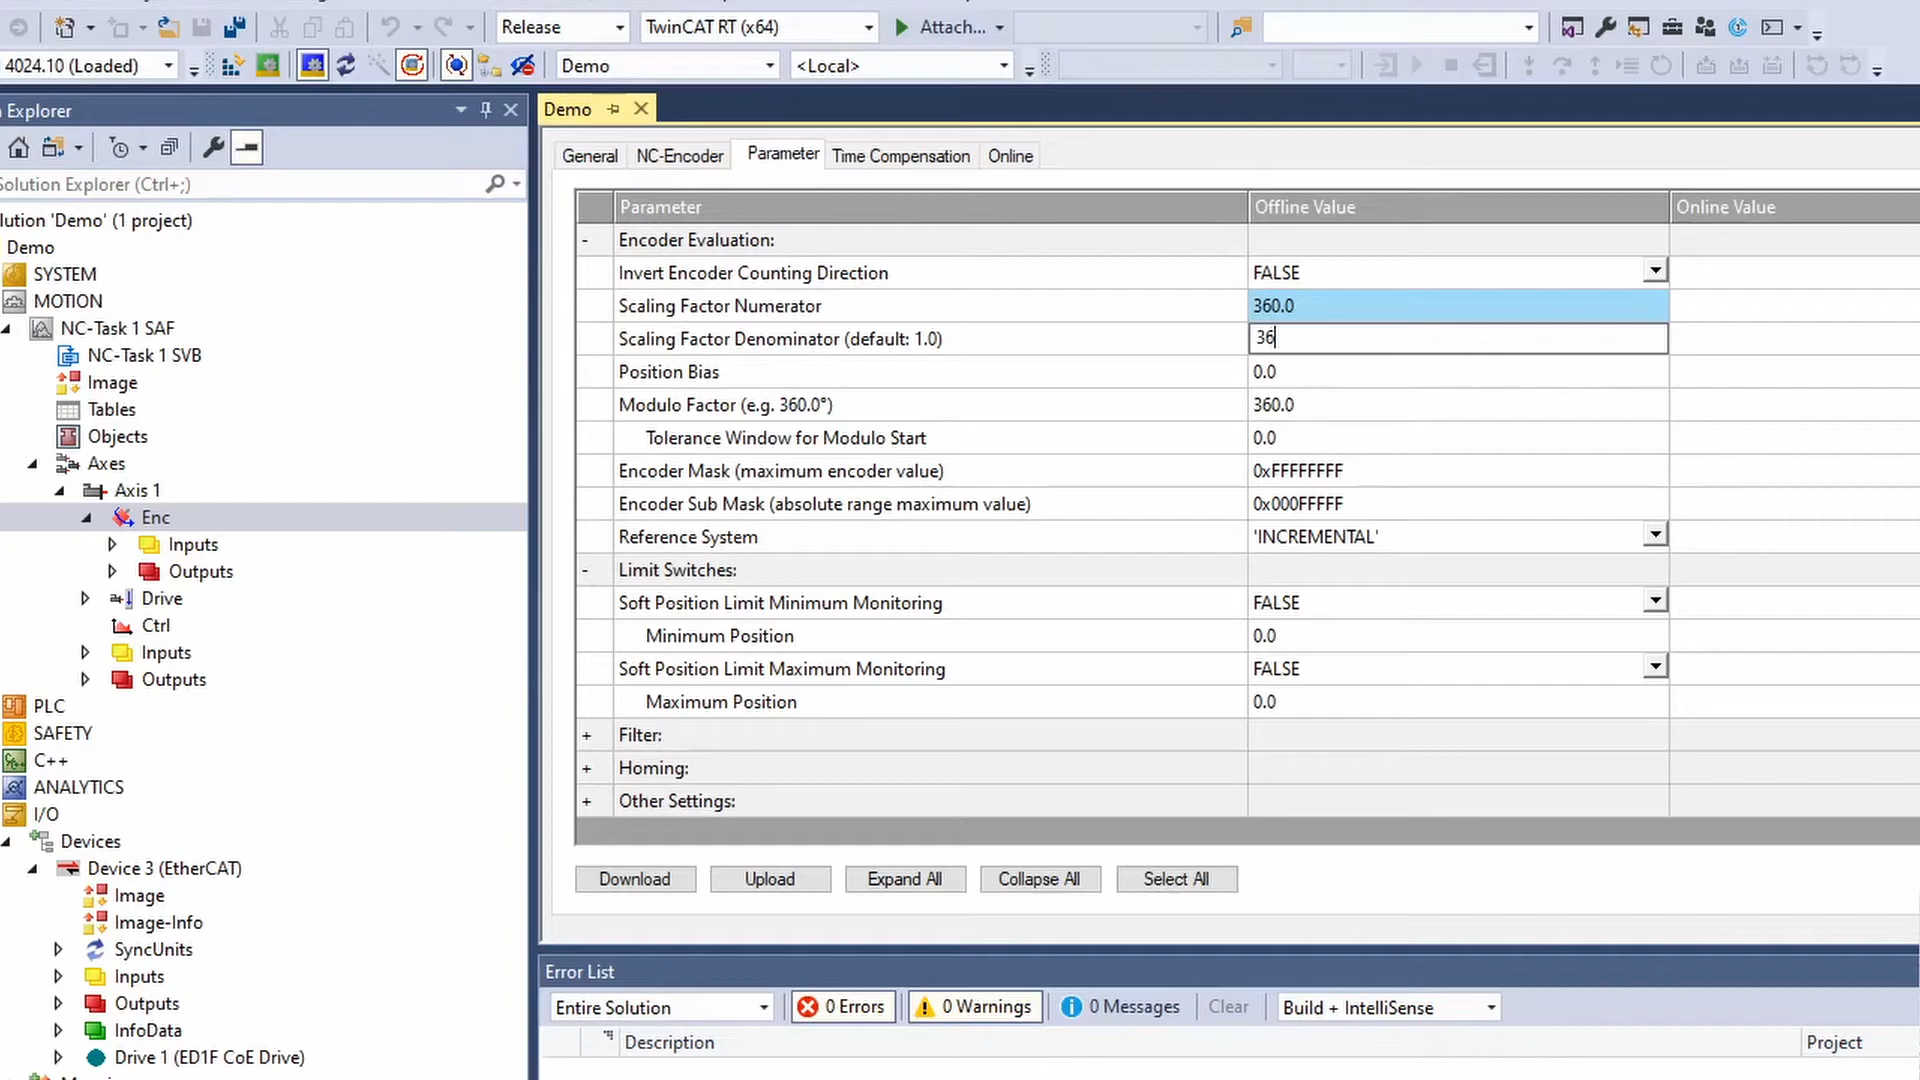 Release
TwinCAT RT (x64)
Attach...
4024.10 (Loaded)
Demo
<Local>
Explorer
Solution Explorer (Ctrl+;)
lution 'Demo' (1 project)
Demo
SYSTEM
MOTION
NC-Task 1 SAF
NC-Task 1 SVB
Image
Tables
Objects
Axes
Axis 1
Enc
Inputs
Outputs
Drive
Ctrl
Inputs
Outputs
PLC
SAFETY
C++
ANALYTICS
I/O
Devices
Device 3 (EtherCAT)
Image
Image-Info
SyncUnits
Inputs
Outputs
InfoData
Drive 1 (ED1F CoE Drive)
Demo
General NC-Encoder Parameter Time Compensation Online
Parameter Offline Value Online Value
- Encoder Evaluation:
Invert Encoder Counting Direction FALSE
Scaling Factor Numerator 360.0
Scaling Factor Denominator (default: 1.0) 36
Position Bias 0.0
Modulo Factor (e.g. 360.0°) 360.0
Tolerance Window for Modulo Start 0.0
Encoder Mask (maximum encoder value) 0xFFFFFFFF
Encoder Sub Mask (absolute range maximum value) 0x000FFFFF
Reference System 'INCREMENTAL'
- Limit Switches:
Soft Position Limit Minimum Monitoring FALSE
Minimum Position 0.0
Soft Position Limit Maximum Monitoring FALSE
Maximum Position 0.0
+ Filter:
+ Homing:
+ Other Settings:
Download Upload Expand All Collapse All Select All
Error List
Entire Solution 0 Errors 0 Warnings 0 Messages Clear Build + IntelliSense
Description Project